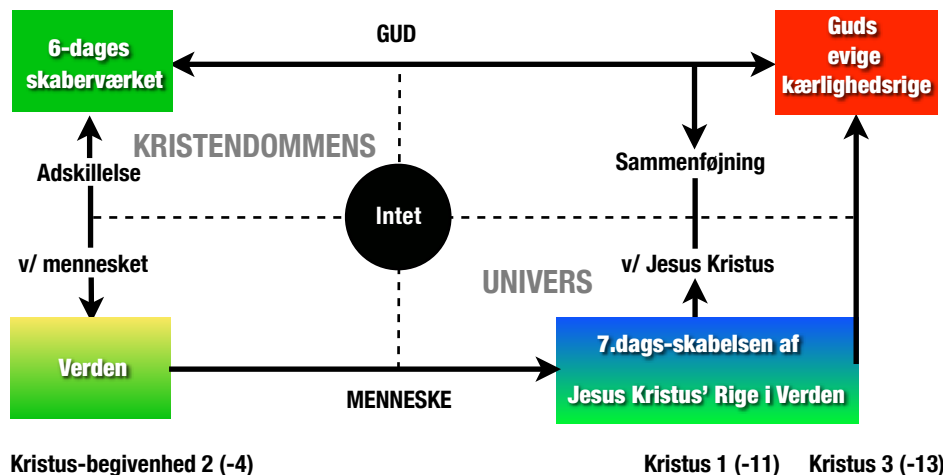 GUD
6-dages
skaberværket
Guds
evige
kærlighedsrige
KRISTENDOMMENS
Adskillelse
Sammenføjning
Intet
v/ mennesket
UNIVERS
v/ Jesus Kristus
Verden
MENNESKE
7.dags-skabelsen af
Jesus Kristus’ Rige i Verden
Kristus-begivenhed 2 (-4)
Kristus 1 (-11)
Kristus 3 (-13)